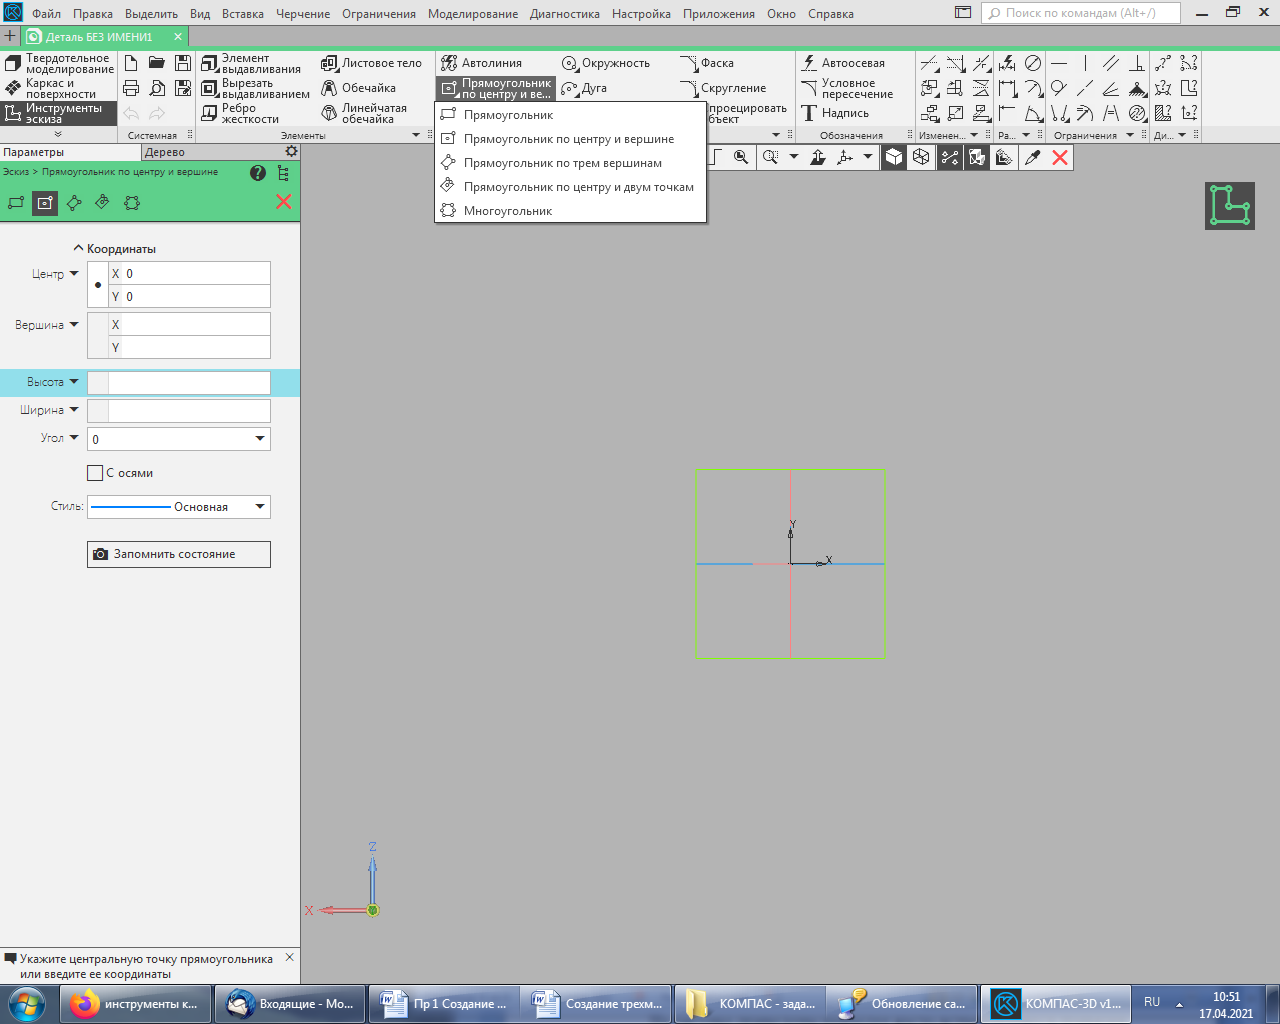 Файл Правка Выделить Вид Вставка Черчение Ограничения Моделирование Диагностика Настройка Приложения Окно Справка
Поиск по командам (Alt+/)
Деталь БЕЗ ИМЕНИ1
Твердотельное моделирование
Каркас и поверхности
Инструменты эскиза
Системная
Элемент выдавливания
Вырезать выдавливанием
Ребро жесткости
Листовое тело
Обечайка
Линейчатая обечайка
Элементы
Автолиния
Прямоугольник по центру и ве...
Окружность
Дуга
Фаска
Скругление
проецировать
объект
Автоосевая
Условное пересечение
Надпись
Обозначения
Изменен...
Ра...
Ограничения
Ди...
Прямоугольник
Прямоугольник по центру и вершине
Прямоугольник по трем вершинам
Прямоугольник по центру и двум точкам
Многоугольник
Параметры
Дерево
Эскиз > Прямоугольник по центру и вершине
Координаты
Центр X 0
Y 0
Вершина X
Y
Высота
Ширина
Угол 0
С осями
Стиль: Основная
Запомнить состояние
Y
X
Z
X
Укажите центральную точку прямоугольника
или введите ее координаты
инструменты к...
Входящие - Mo...
Пр 1 Создание ...
Создание трехм...
КОМПАС - зада...
Обновление са...
КОМПАС-3D v1...
RU
10:51
17.04.2021